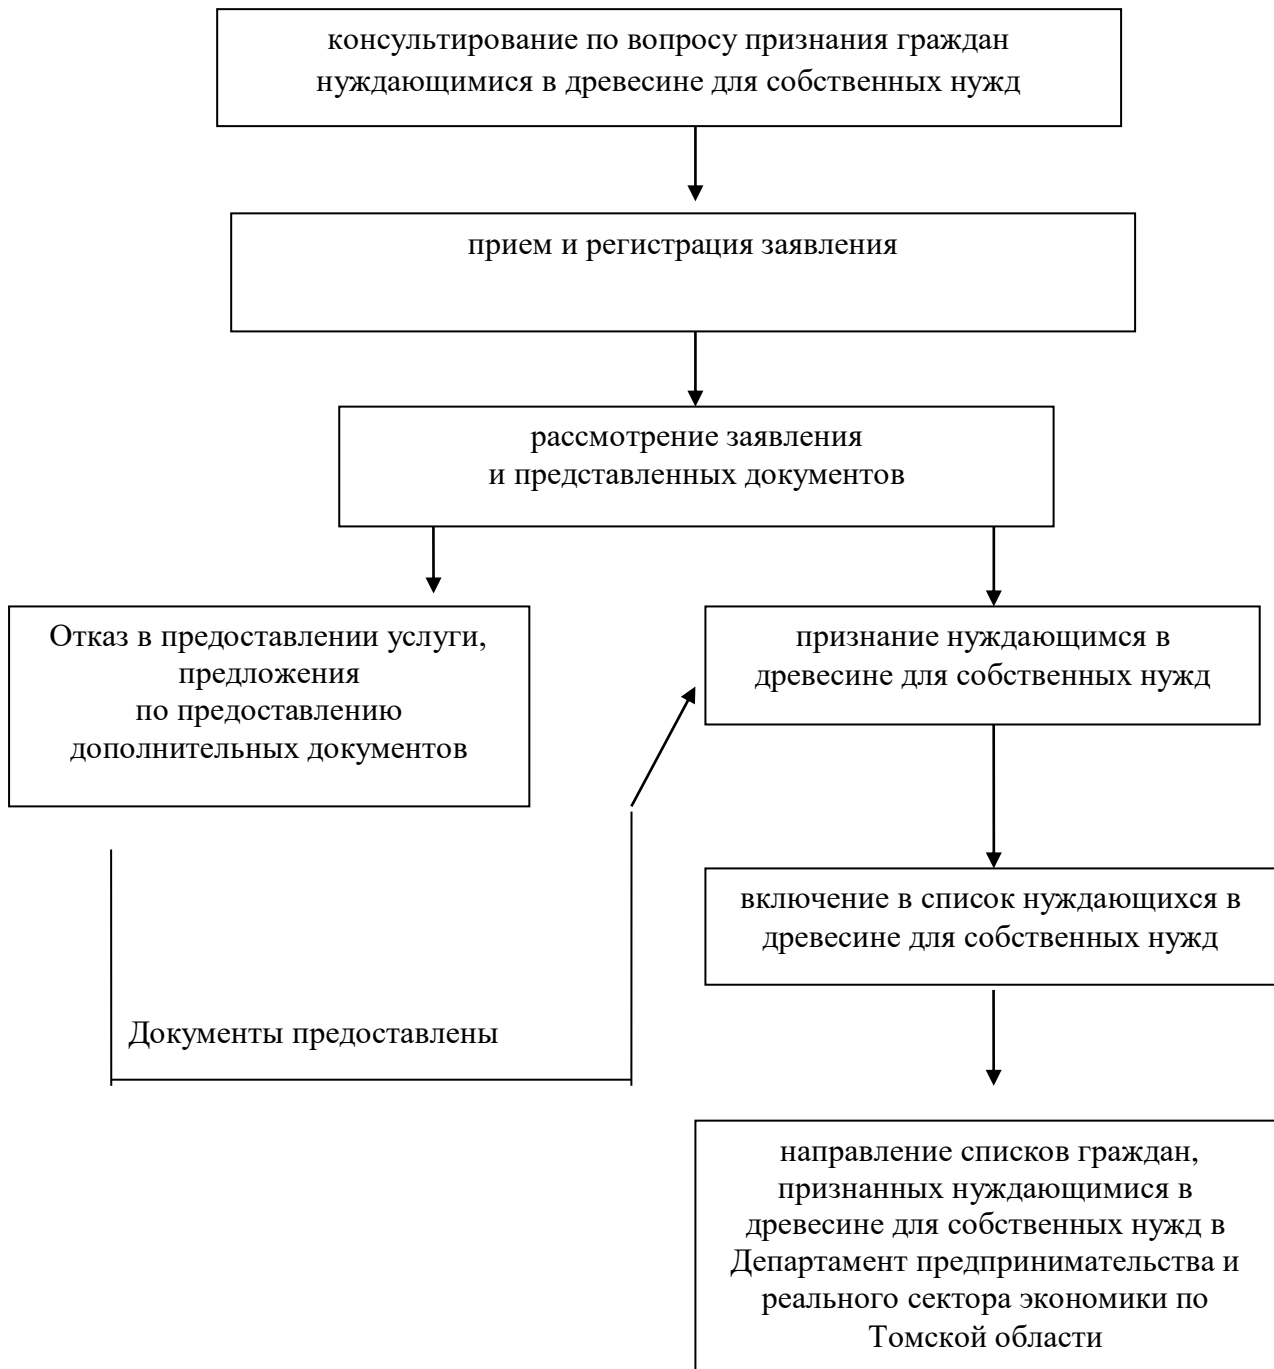 консультирование по вопросу признания граждан
нуждающимися в древесине для собственных нужд
прием и регистрация заявления
рассмотрение заявления
и представленных документов
Отказ в предоставлении услуги,
предложения
по предоставлению
дополнительных документов
признание нуждающимся в
древесине для собственных нужд
включение в список нуждающихся в
древесине для собственных нужд
Документы предоставлены
направление списков граждан,
признанных нуждающимися в
древесине для собственных нужд в
Департамент предпринимательства и
реального сектора экономики по
Томской области